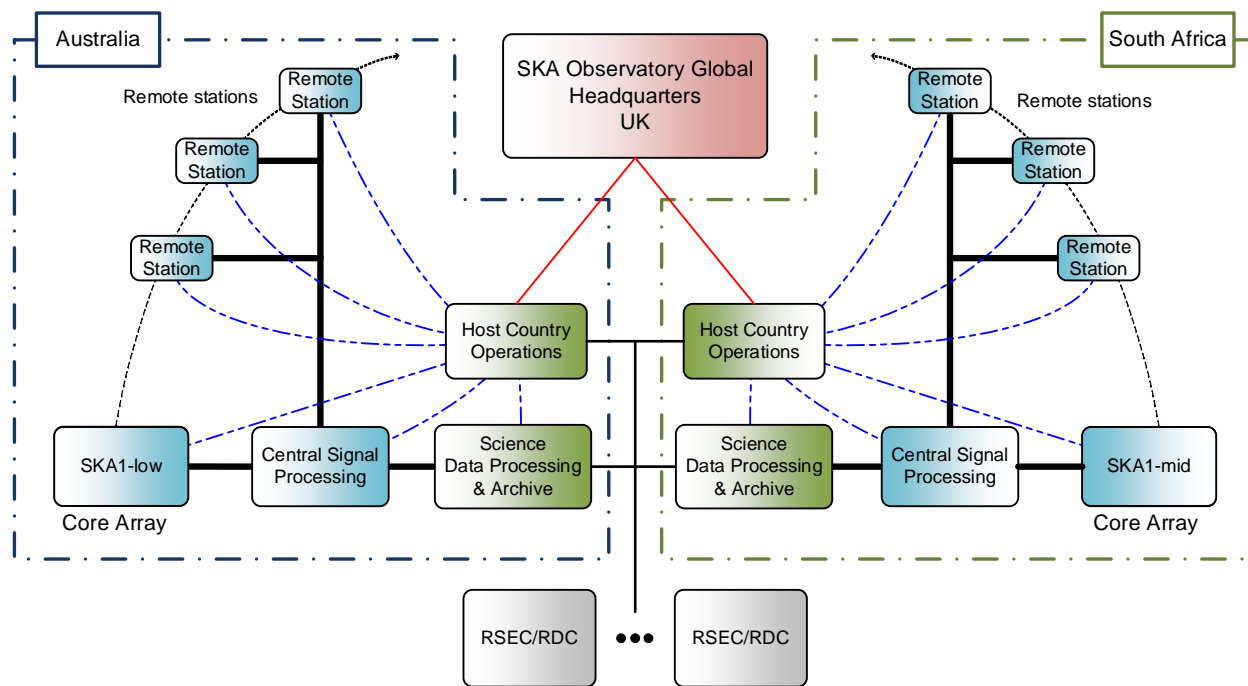 Australia
South Africa
SKA Observatory Global
Headquarters
UK
Remote
Station
Remote stations
Remote
Station
Remote
Station
Remote
Station
Remote stations
Remote
Station
Remote
Station
Host Country
Operations
Host Country
Operations
SKA1-low
Core Array
Central Signal
Processing
Science
Data Processing
& Archive
Science
Data Processing
& Archive
Central Signal
Processing
SKA1-mid
Core Array
RSEC/RDC
RSEC/RDC